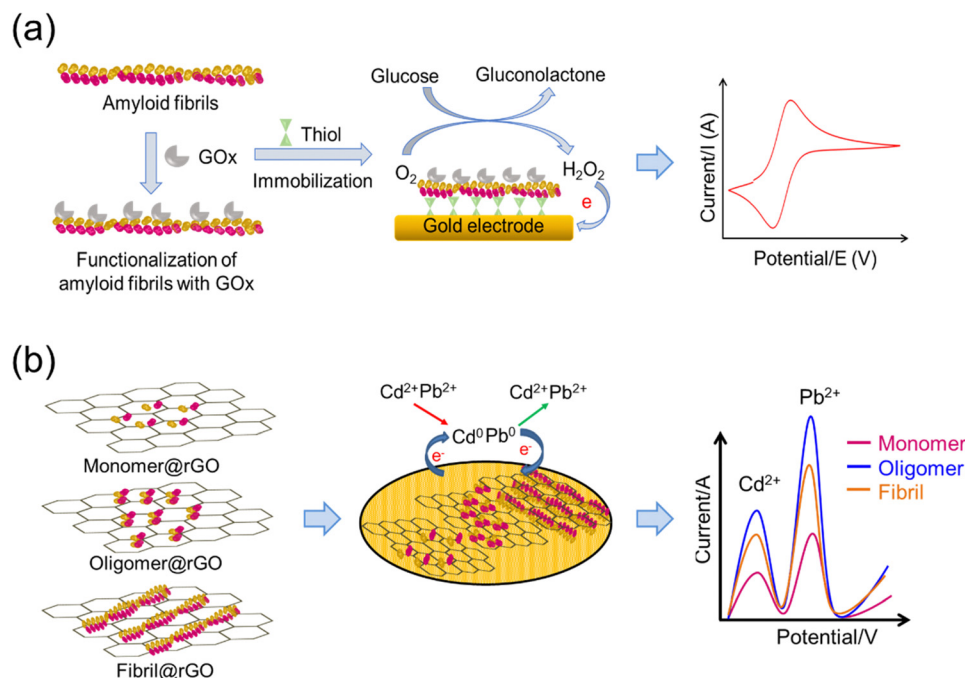 (a)
Amyloid fibrils
GOx
Functionalization of
amyloid fibrils with GOx
Thiol
Immobilization
Glucose
Gluconolactone
O₂
H₂O₂
e
Gold electrode
Current/I (A)
Potential/E (V)
(b)
Monomer@rGO
Oligomer@rGO
Fibril@rGO
Cd²⁺Pb²⁺
Cd²⁺Pb²⁺
Cd⁰Pb⁰
e⁻
e⁻
Pb²⁺
Cd²⁺
Monomer
Oligomer
Fibril
Current/A
Potential/V